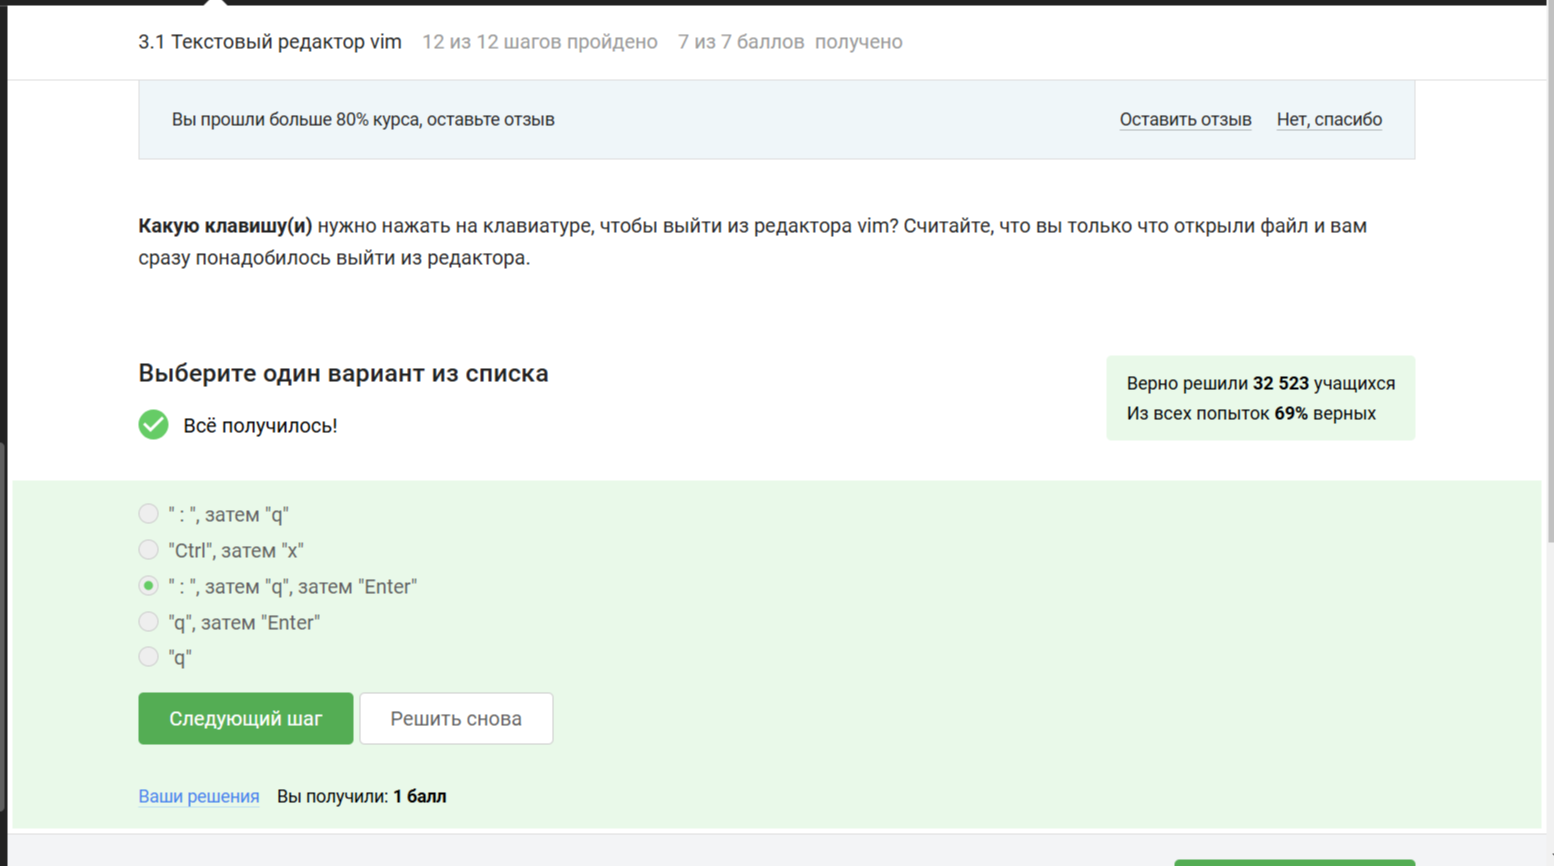 3.1 Текстовый редактор vim 12 из 12 шагов пройдено 7 из 7 баллов получено
Вы прошли больше 80% курса, оставьте отзыв Оставить отзыв Нет, спасибо
Какую клавишу(и) нужно нажать на клавиатуре, чтобы выйти из редактора vim? Считайте, что вы только что открыли файл и вам
сразу понадобилось выйти из редактора.
Выберите один вариант из списка
Всё получилось!
Верно решили 32 523 учащихся
Из всех попыток 69% верных
" : ", затем "q"
"Ctrl", затем "x"
" : ", затем "q", затем "Enter"
"q", затем "Enter"
"q"
Следующий шаг Решить снова
Ваши решения Вы получили: 1 балл